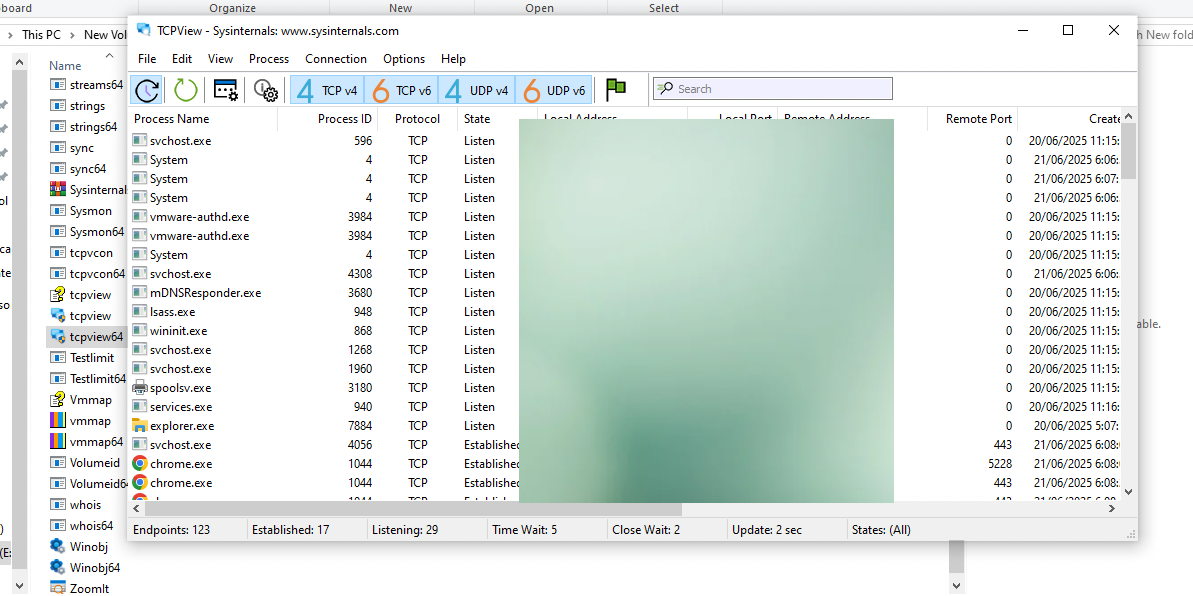 board Organize New Open Select
This PC New Vol
h New fold
Name
streams64
strings
strings64
sync
sync64
Sysinternal
Sysmon
Sysmon64
tcpvcon
tcpvcon64
tcpview
tcpview
tcpview64
Testlimit
Testlimit64
Vmmap
vmmap
vmmap64
Volumeid
Volumeid6
whois
whois64
Winobj
Winobj64
ZoomIt
(E:
able.
TCPView - Sysinternals: www.sysinternals.com
File Edit View Process Connection Options Help
4 TCP v4 6 TCP v6 4 UDP v4 6 UDP v6 Search
Process Name Process ID Protocol State Local Address Local Port Remote Address Remote Port Create
svchost.exe 596 TCP Listen 0 20/06/2025 11:15:
System 4 TCP Listen 0 21/06/2025 6:06:
System 4 TCP Listen 0 21/06/2025 6:07:
System 4 TCP Listen 0 21/06/2025 6:06:
vmware-authd.exe 3984 TCP Listen 0 20/06/2025 11:15:
vmware-authd.exe 3984 TCP Listen 0 20/06/2025 11:15:
System 4 TCP Listen 0 20/06/2025 11:15:
svchost.exe 4308 TCP Listen 0 21/06/2025 6:06:
mDNSResponder.exe 3680 TCP Listen 0 20/06/2025 11:15:
lsass.exe 948 TCP Listen 0 20/06/2025 11:15:
wininit.exe 868 TCP Listen 0 20/06/2025 11:15:
svchost.exe 1268 TCP Listen 0 20/06/2025 11:15:
svchost.exe 1960 TCP Listen 0 20/06/2025 11:15:
spoolsv.exe 3180 TCP Listen 0 20/06/2025 11:15:
services.exe 940 TCP Listen 0 20/06/2025 11:16:
explorer.exe 7884 TCP Listen 0 20/06/2025 5:07:
svchost.exe 4056 TCP Established 443 21/06/2025 6:08:
chrome.exe 1044 TCP Established 5228 21/06/2025 6:08:
chrome.exe 1044 TCP Established 443 21/06/2025 6:08:
Endpoints: 123 Established: 17 Listening: 29 Time Wait: 5 Close Wait: 2 Update: 2 sec States: (All)